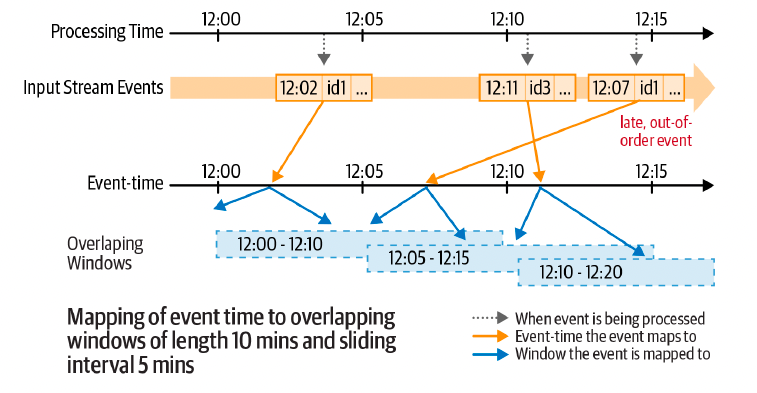 12:00 12:05 12:10 12:15
Processing Time
Input Stream Events
12:02 id1 ...
12:11 id3 ...
12:07 id1 ...
late, out-of-
order event
12:00 12:05 12:10 12:15
Event-time
Overlaping
Windows
12:00 - 12:10
12:05 - 12:15
12:10 - 12:20
Mapping of event time to overlapping
windows of length 10 mins and sliding
interval 5 mins
When event is being processed
Event-time the event maps to
Window the event is mapped to